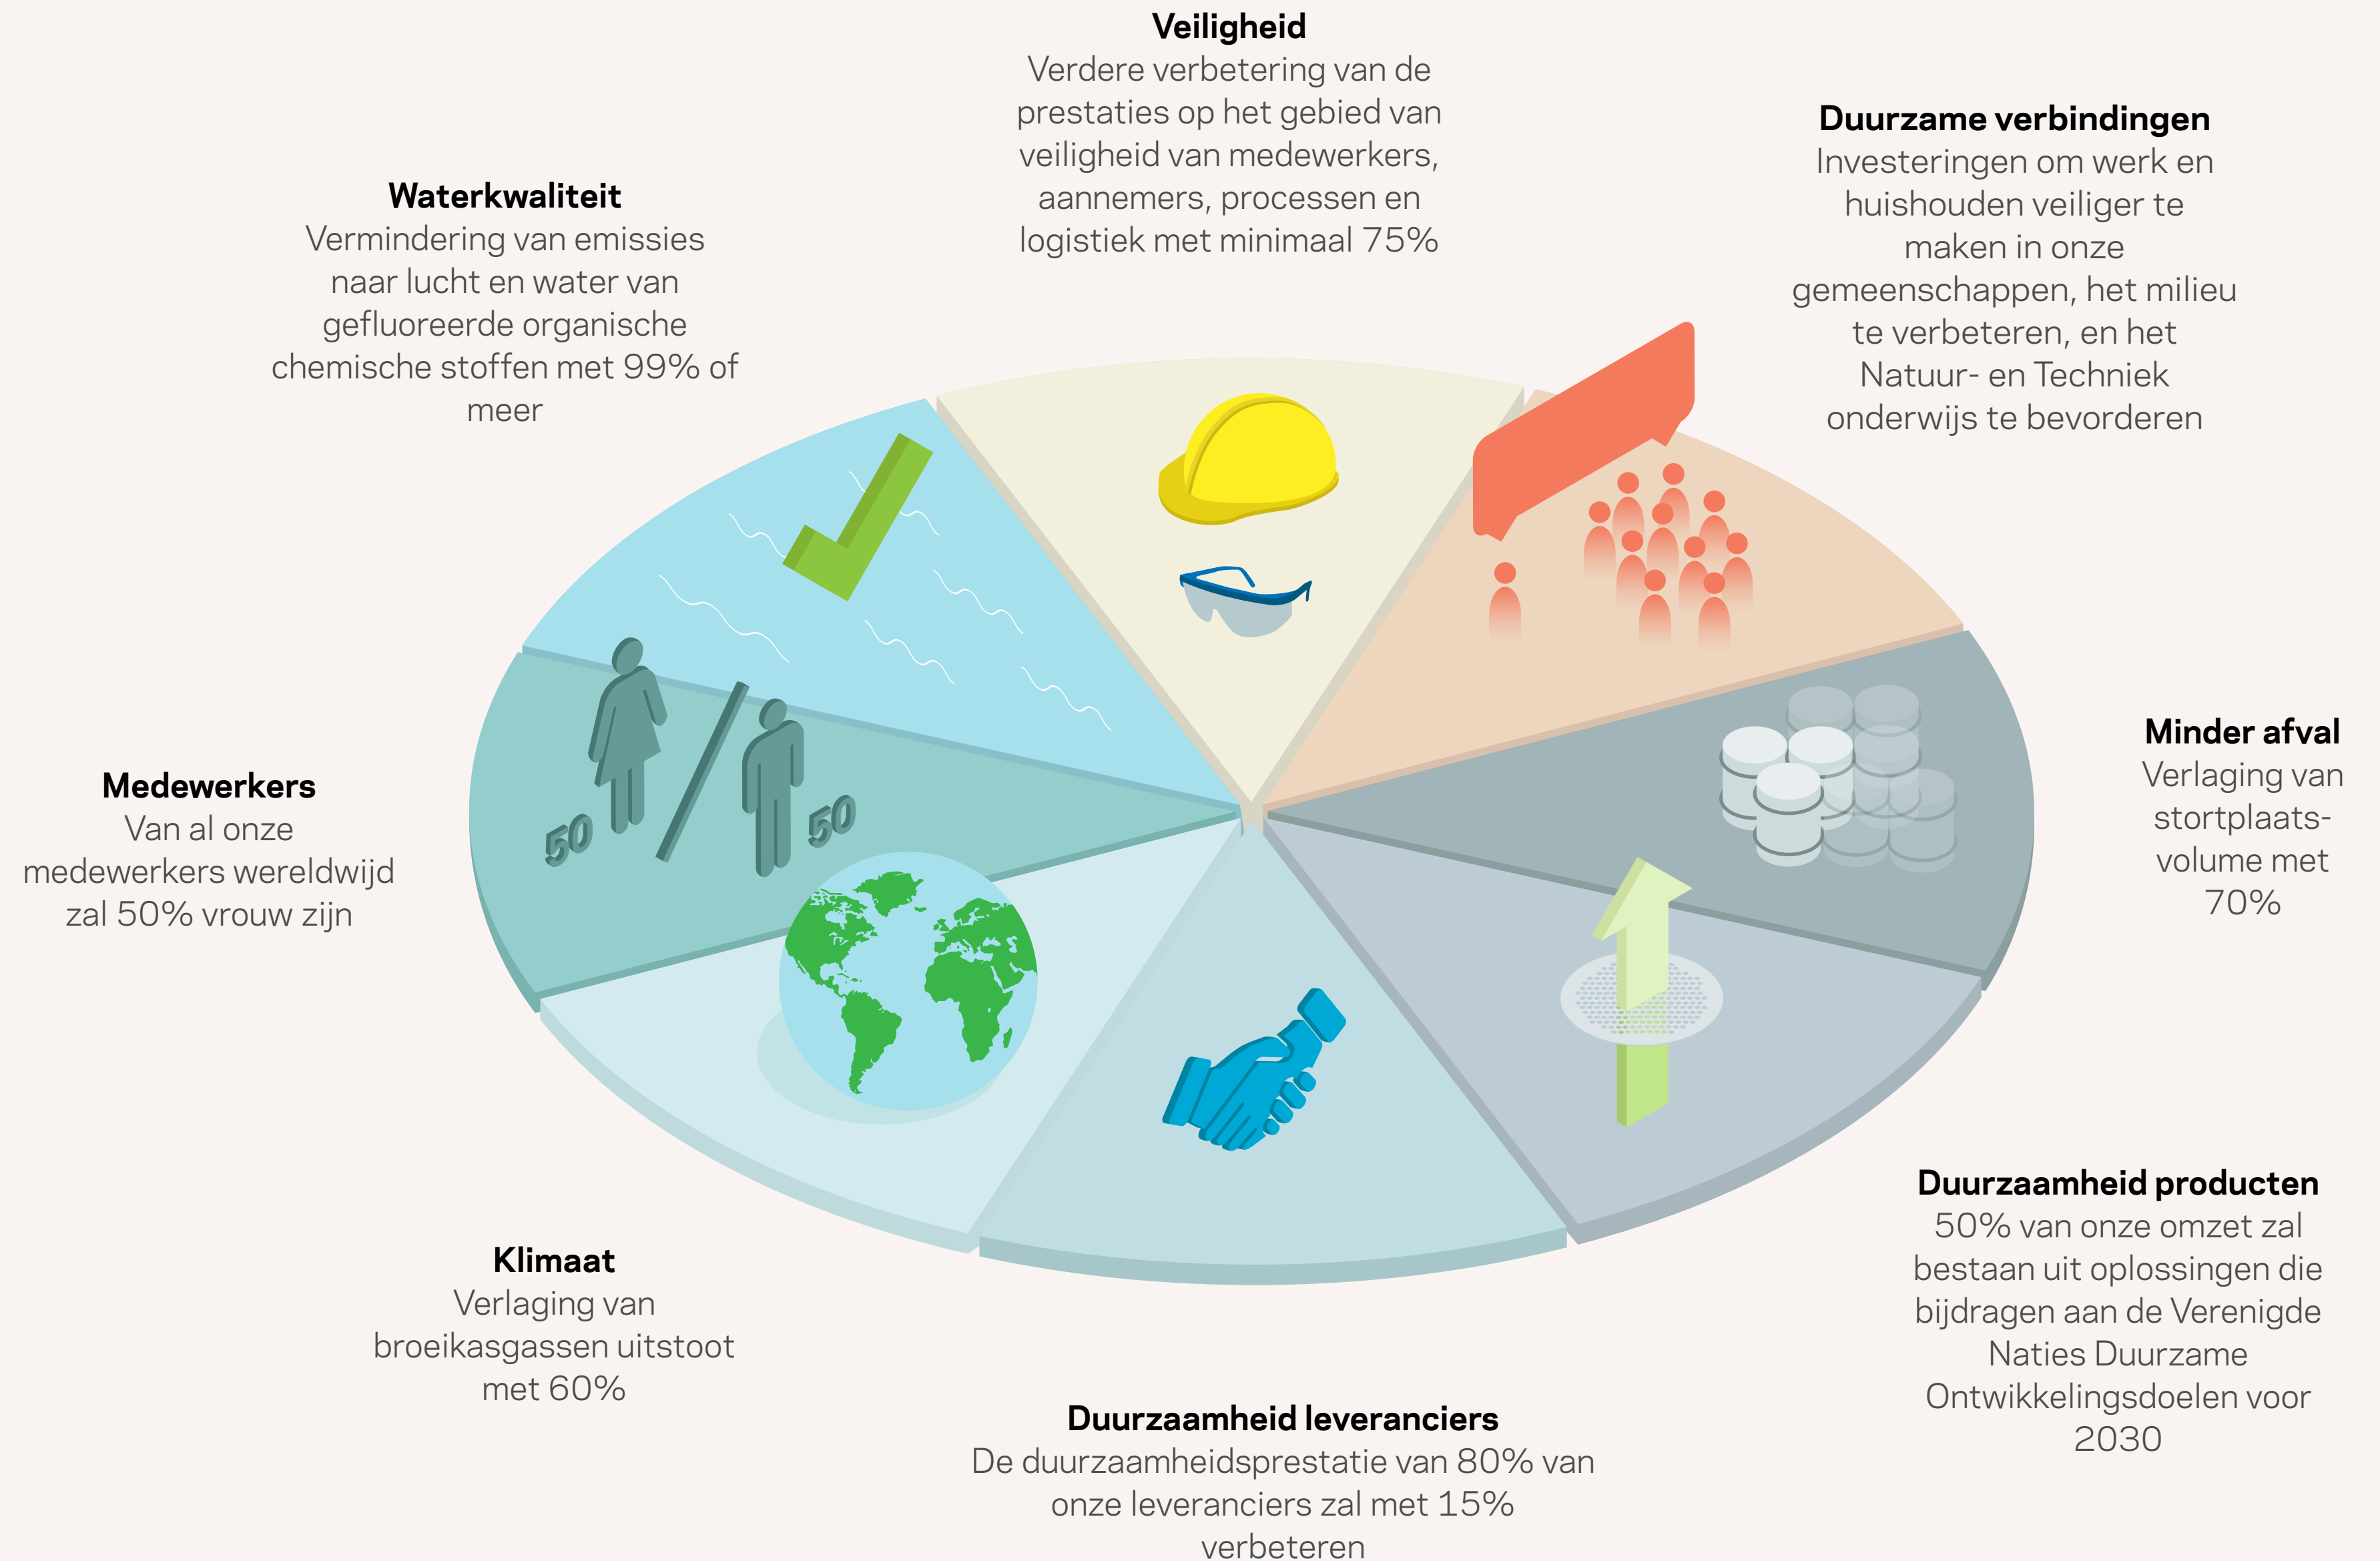 Veiligheid
Verdere verbetering van de
prestaties op het gebied van
veiligheid van medewerkers,
aannemers, processen en
logistiek met minimaal 75%
Duurzame verbindingen
Investeringen om werk en
huishouden veiliger te
maken in onze
gemeenschappen, het milieu
te verbeteren, en het
Natuur- en Techniek
onderwijs te bevorderen
Waterkwaliteit
Vermindering van emissies
naar lucht en water van
gefluoreerde organische
chemische stoffen met 99% of
meer
Minder afval
Verlaging van
stortplaats-
volume met
70%
Medewerkers
Van al onze
medewerkers wereldwijd
zal 50% vrouw zijn
50
50
Duurzaamheid producten
50% van onze omzet zal
bestaan uit oplossingen die
bijdragen aan de Verenigde
Naties Duurzame
Ontwikkelingsdoelen voor
2030
Klimaat
Verlaging van
broeikasgassen uitstoot
met 60%
Duurzaamheid leveranciers
De duurzaamheidsprestatie van 80% van
onze leveranciers zal met 15%
verbeteren